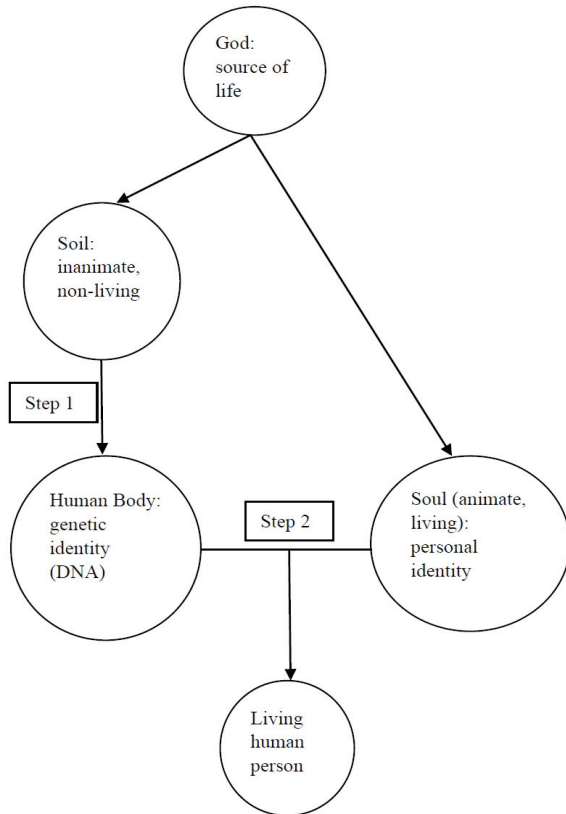 God:
source of
life
Soil:
inanimate,
non-living
Step 1
Human Body:
genetic
identity
(DNA)
Step 2
Soul (animate,
living):
personal
identity
Living
human
person